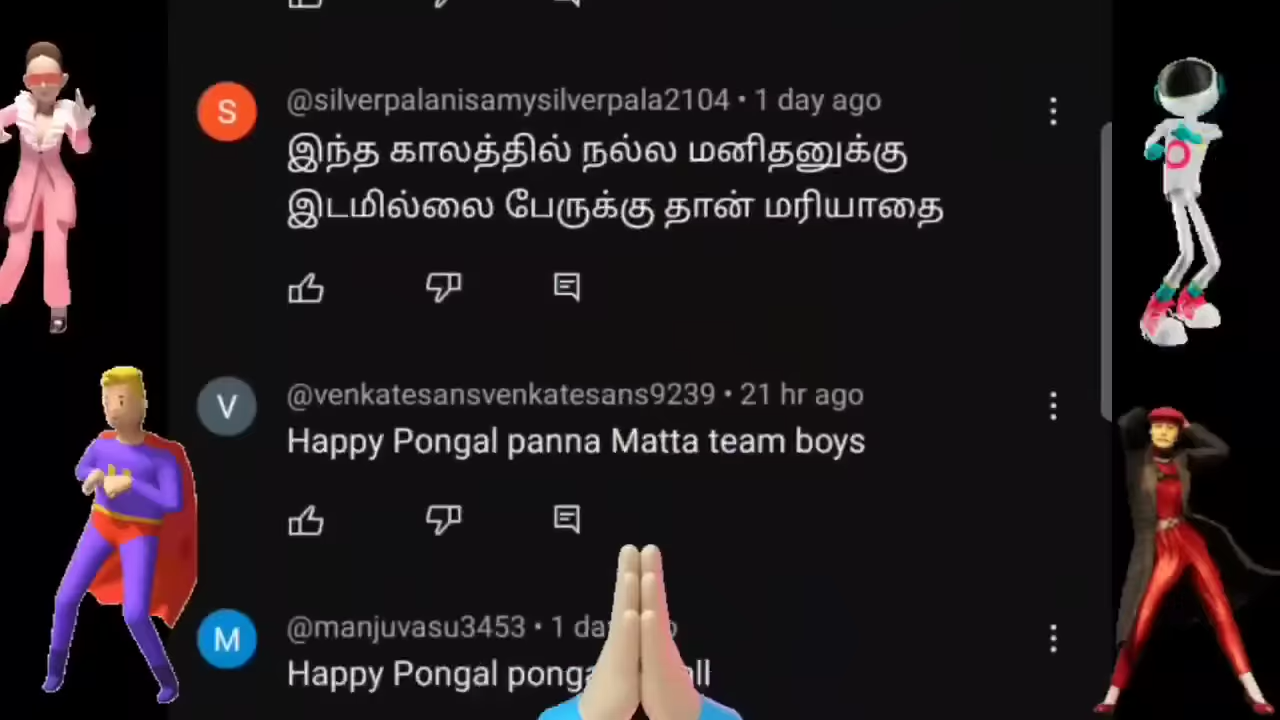 S
@silverpalanisamysilverpala2104 • 1 day ago
இந்த காலத்தில் நல்ல மனிதனுக்கு
இடமில்லை பேருக்கு தான் மரியாதை
V
@venkatesansvenkatesans9239 • 21 hr ago
Happy Pongal panna Matta team boys
M
@manjuvasu3453 • 1
Happy Pongal